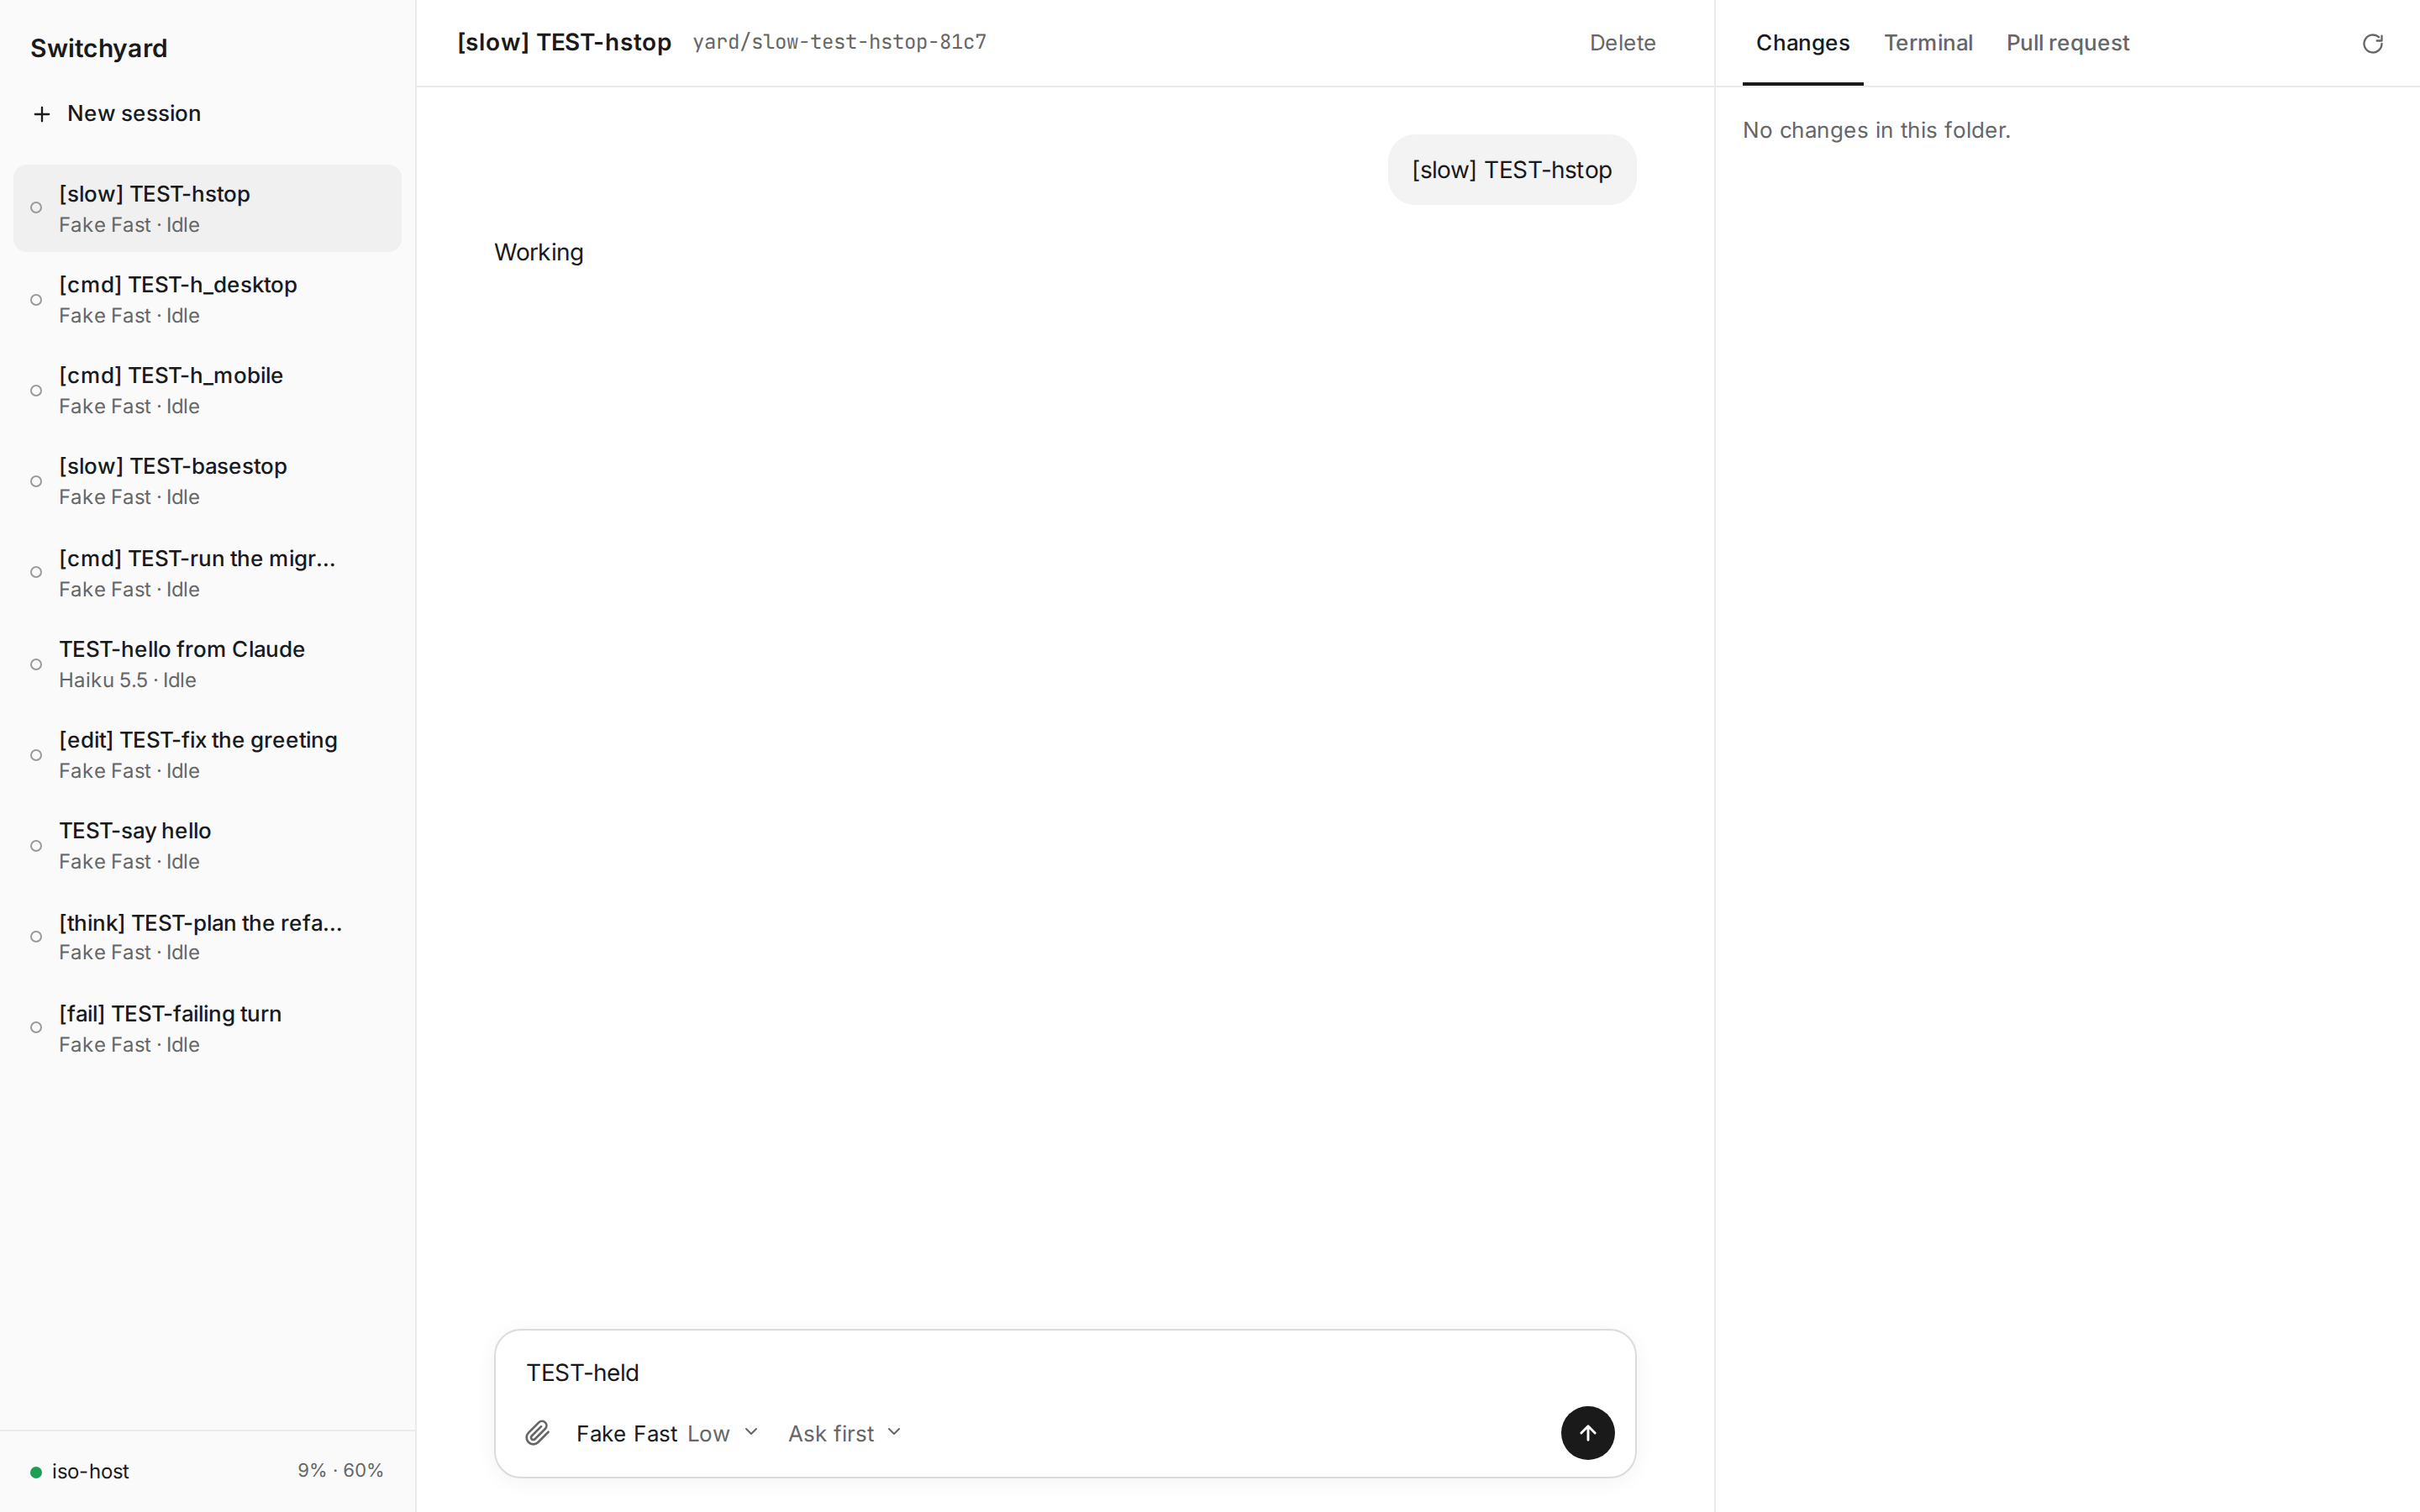 Switchyard
New session
[slow] TEST-hstop
Fake Fast · Idle
[cmd] TEST-h_desktop
Fake Fast · Idle
[cmd] TEST-h_mobile
Fake Fast · Idle
[slow] TEST-basestop
Fake Fast · Idle
[cmd] TEST-run the migr...
Fake Fast · Idle
TEST-hello from Claude
Haiku 5.5 · Idle
[edit] TEST-fix the greeting
Fake Fast · Idle
TEST-say hello
Fake Fast · Idle
[think] TEST-plan the refa...
Fake Fast · Idle
[fail] TEST-failing turn
Fake Fast · Idle
iso-host 9% · 60%
[slow] TEST-hstop yard/slow-test-hstop-81c7 Delete
[slow] TEST-hstop
Working
TEST-held
Fake Fast Low Ask first
Changes Terminal Pull request
No changes in this folder.